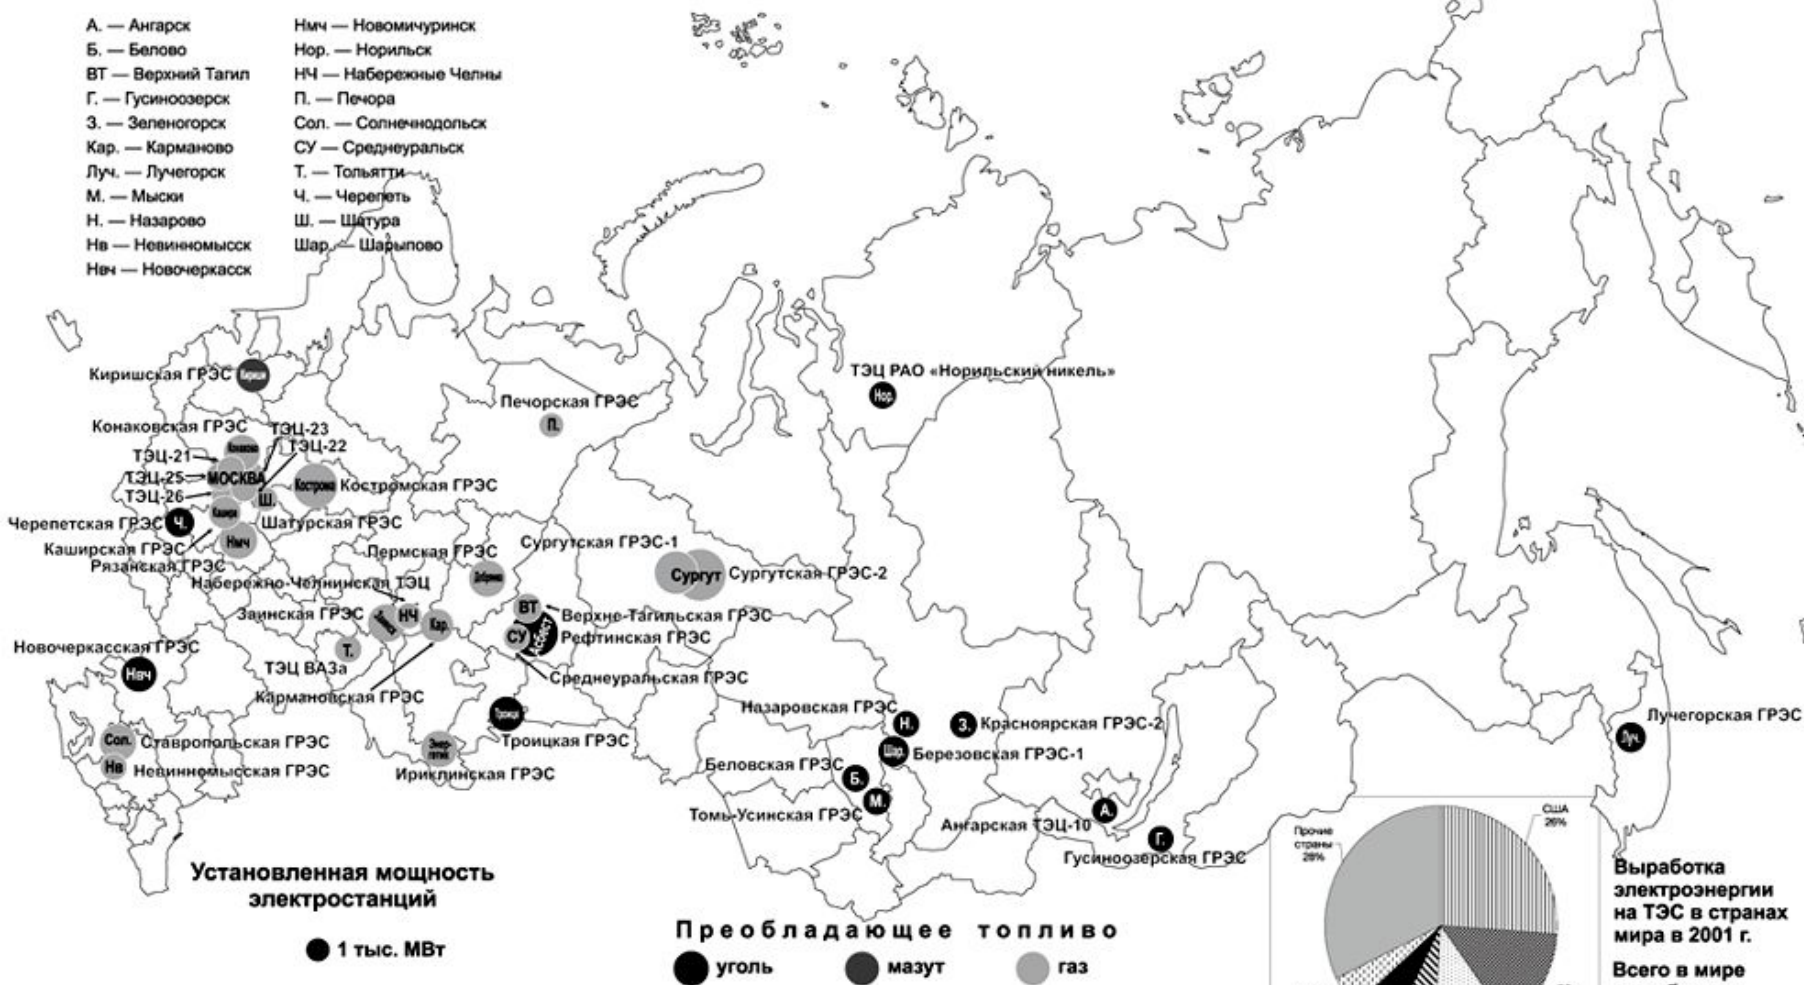 А. — Ангарск
Б. — Белово
ВТ — Верхний Тагил
Г. — Гусиноозерск
З. — Зеленогорск
Кар. — Карманово
Луч. — Лучегорск
М. — Мыски
Н. — Назарово
Нв — Невинномысск
Нвч — Новочеркасск
Нмч — Новомичуринск
Нор. — Норильск
НЧ — Набережные Челны
П. — Печора
Сол. — Солнечнодольск
СУ — Среднеуральск
Т. — Тольятти
Ч. — Черепеть
Ш. — Шатура
Шар. — Шарыпово
Киришская ГРЭС
Кириши
ТЭЦ РАО «Норильский никель»
Нор.
Печорская ГРЭС
П.
Конаковская ГРЭС
Конаково
ТЭЦ-23
ТЭЦ-22
ТЭЦ-21
ТЭЦ-25
МОСКВА
ТЭЦ-26
Ш.
Кострома
Костромская ГРЭС
Кашира
Черепетская ГРЭС
Ч.
Шатурская ГРЭС
Каширская ГРЭС
Нмч
Рязанская ГРЭС
Пермская ГРЭС
Добрянка
Сургутская ГРЭС-1
Сургут
Сургутская ГРЭС-2
Набережно-Челнинская ТЭЦ
Заинская ГРЭС
НЧ
Кар.
ВТ
Верхне-Тагильская ГРЭС
СУ
Асбест
Рефтинская ГРЭС
Новочеркасская ГРЭС
Нвч
Т.
ТЭЦ ВАЗа
Среднеуральская ГРЭС
Кармановская ГРЭС
Троицк
Троицкая ГРЭС
Назаровская ГРЭС
Н.
З.
Красноярская ГРЭС-2
Лучегорская ГРЭС
Луч.
Сол.
Ставропольская ГРЭС
Нв
Невинномысская ГРЭС
Энер-
гетик
Ириклинская ГРЭС
Шар.
Березовская ГРЭС-1
Беловская ГРЭС
Б.
М.
Томь-Усинская ГРЭС
Ангарская ТЭЦ-10
А.
Г.
Гусиноозерская ГРЭС
Установленная мощность
электростанций
1 тыс. МВт
Преобладающее топливо
уголь
мазут
газ
Прочие
страны
28%
США
26%
Выработка
электроэнергии
на ТЭС в странах
мира в 2001 г.
Всего в мире